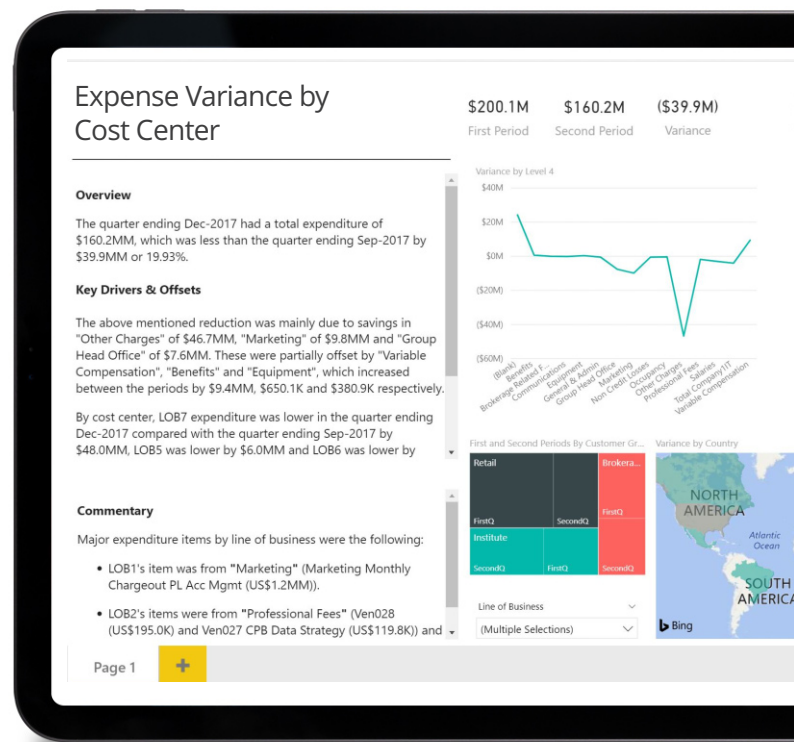 Expense Variance by
Cost Center
$200.1M
First Period
$160.2M
Second Period
($39.9M)
Variance
Overview
The quarter ending Dec-2017 had a total expenditure of
$160.2MM, which was less than the quarter ending Sep-2017 by
$39.9MM or 19.93%.
Key Drivers & Offsets
The above mentioned reduction was mainly due to savings in
"Other Charges" of $46.7MM, "Marketing" of $9.8MM and "Group
Head Office" of $7.6MM. These were partially offset by "Variable
Compensation", "Benefits" and "Equipment", which increased
between the periods by $9.4MM, $650.1K and $380.9K respectively.
By cost center, LOB7 expenditure was lower in the quarter ending
Dec-2017 compared with the quarter ending Sep-2017 by
$48.0MM, LOB5 was lower by $6.0MM and LOB6 was lower by
Commentary
Major expenditure items by line of business were the following:
• LOB1's item was from "Marketing" (Marketing Monthly
Chargeout PL Acc Mgmt (US$1.2MM)).
• LOB2's items were from "Professional Fees" (Ven028
(US$195.0K) and Ven027 CPB Data Strategy (US$119.8K)) and
Variance by Level 4
$40M
$20M
$0M
($20M)
($40M)
($60M)
(Blank)
Benefits
Brokerage Related F...
Communications
Equipment
General & Admin
Group Head Office
Marketing
Non Credit Losses
Occupancy
Other Charges
Professional Fees
Salaries
Total Company1IT
Variable Compensation
First and Second Periods By Customer Gr...
Retail
FirstQ
SecondQ
Brokera...
FirstQ
SecondQ
Institute
SecondQ
FirstQ
Line of Business
(Multiple Selections)
Variance by Country
NORTH
AMERICA
Atlantic
Ocean
SOUTH
AMERICA
Bing
Page 1
+